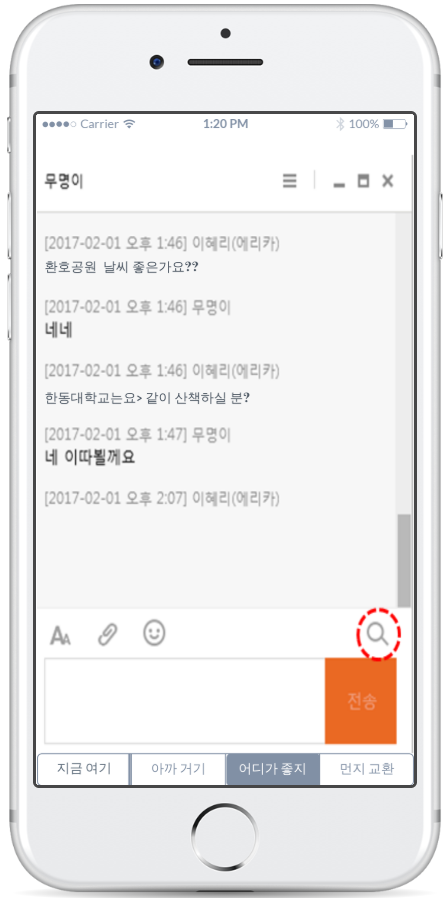 Carrier 1:20 PM 100%
무명이
[2017-02-01 오후 1:46] 이혜리(에리카)
환호공원 날씨 좋은가요??
[2017-02-01 오후 1:46] 무명이
네네
[2017-02-01 오후 1:46] 이혜리(에리카)
한동대학교는요> 같이 산책하실 분?
[2017-02-01 오후 1:47] 무명이
네 이따뵐께요
[2017-02-01 오후 2:07] 이혜리(에리카)
AA
전송
지금 여기 아까 거기 어디가 좋지 먼지 교환